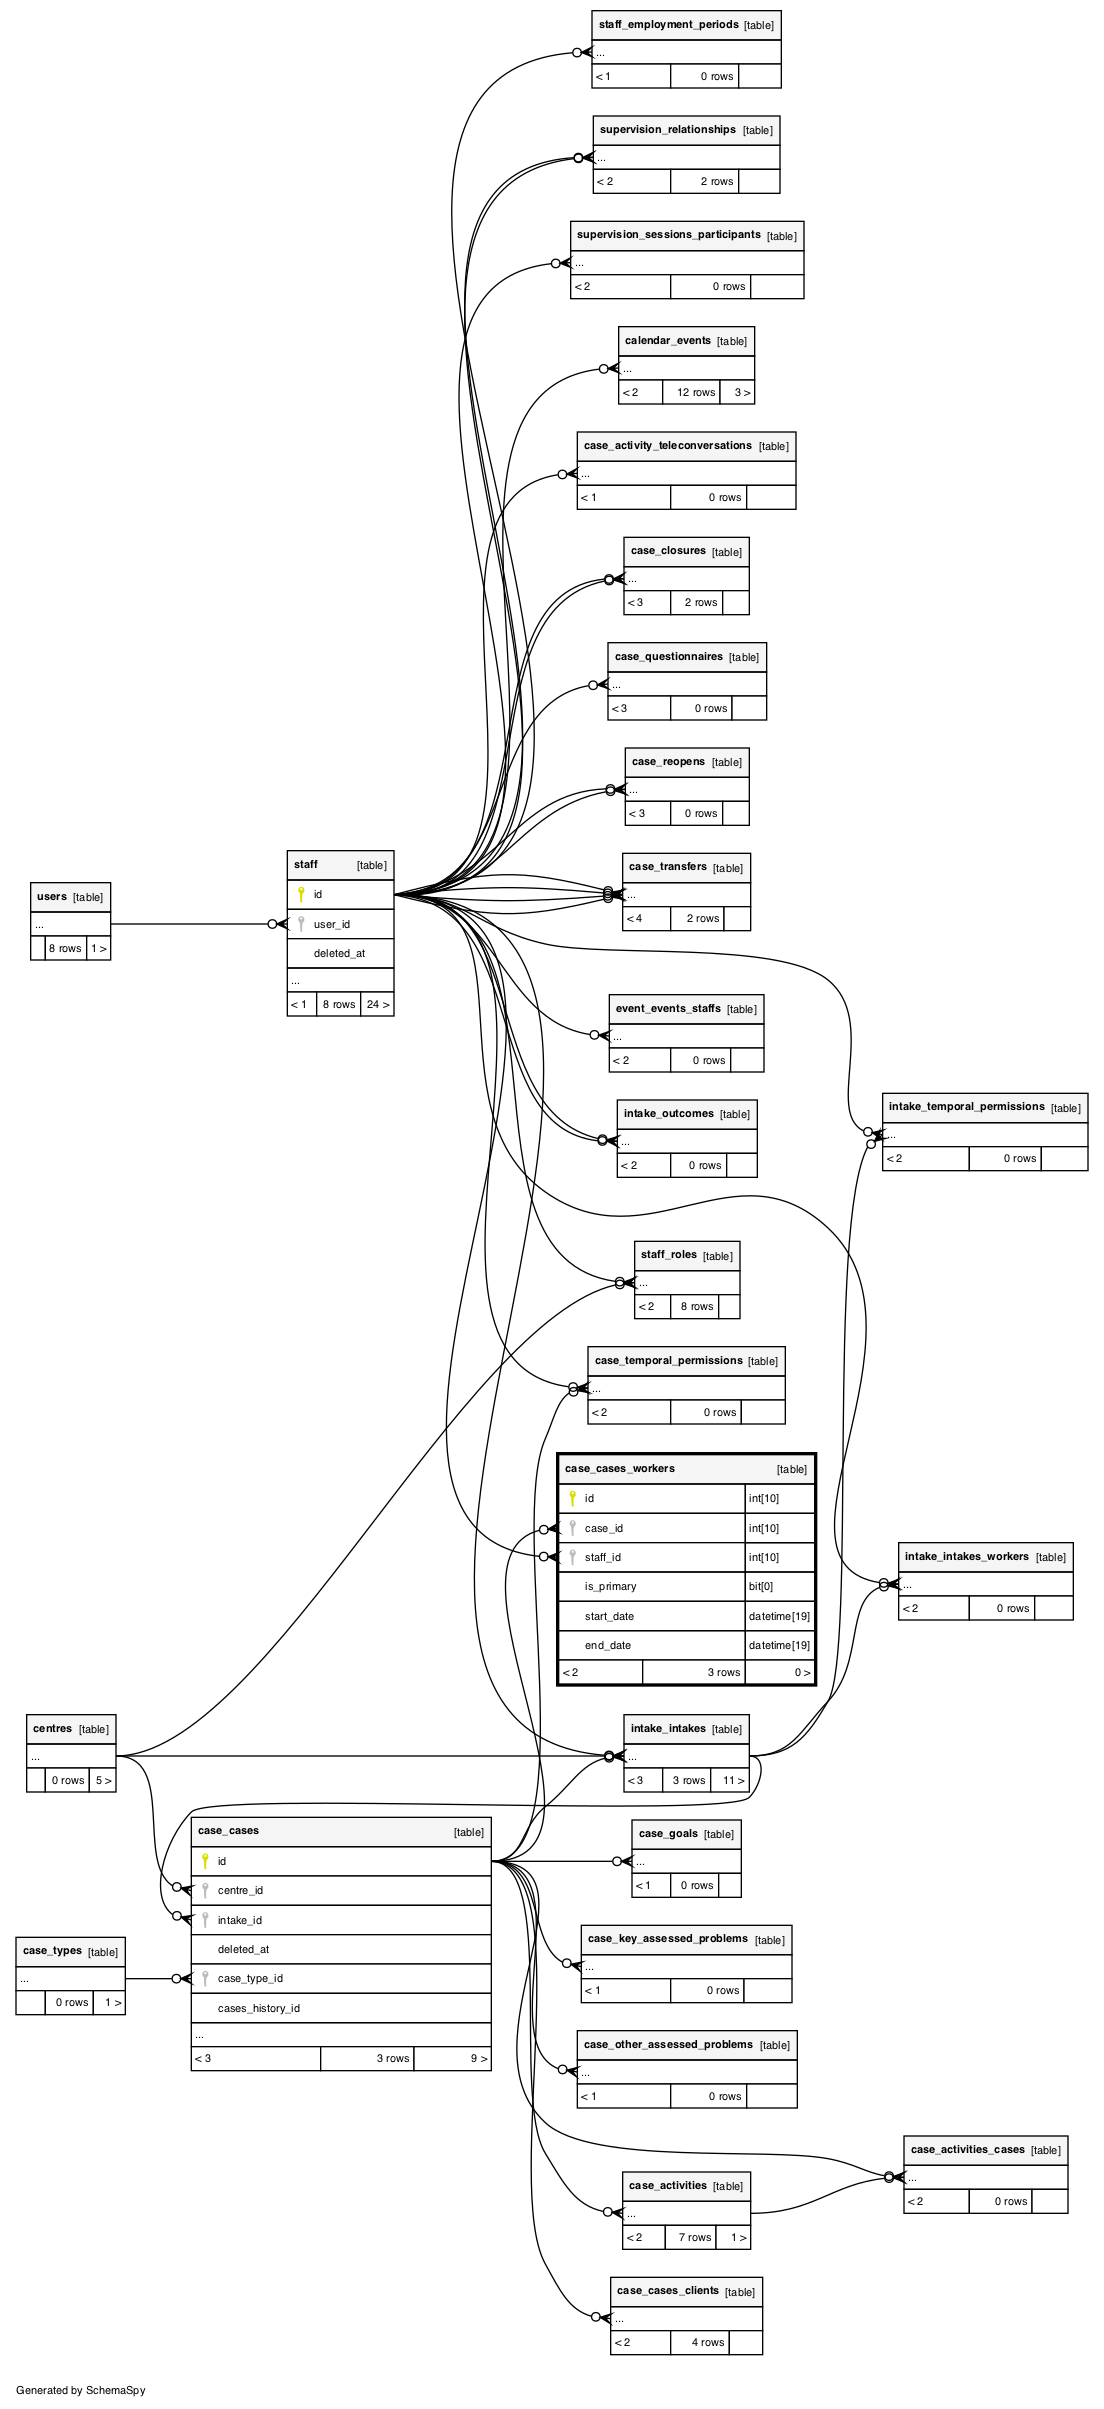 staff_employment_periods [table]
...
< 1 0 rows
supervision_relationships [table]
...
< 2 2 rows
supervision_sessions_participants [table]
...
< 2 0 rows
calendar_events [table]
...
< 2 12 rows 3 >
case_activity_teleconversations [table]
...
< 1 0 rows
case_closures [table]
...
< 3 2 rows
case_questionnaires [table]
...
< 3 0 rows
case_reopens [table]
...
< 3 0 rows
case_transfers [table]
...
< 4 2 rows
users [table]
...
8 rows 1 >
staff [table]
id
user_id
deleted_at
...
< 1 8 rows 24 >
event_events_staffs [table]
...
< 2 0 rows
intake_outcomes [table]
...
< 2 0 rows
intake_temporal_permissions [table]
...
< 2 0 rows
staff_roles [table]
...
< 2 8 rows
case_temporal_permissions [table]
...
< 2 0 rows
case_cases_workers [table]
id int[10]
case_id int[10]
staff_id int[10]
is_primary bit[0]
start_date datetime[19]
end_date datetime[19]
< 2 3 rows 0 >
intake_intakes_workers [table]
...
< 2 0 rows
centres [table]
...
0 rows 5 >
intake_intakes [table]
...
< 3 3 rows 11 >
case_cases [table]
id
centre_id
intake_id
deleted_at
case_type_id
cases_history_id
...
< 3 3 rows 9 >
case_types [table]
...
0 rows 1 >
case_goals [table]
...
< 1 0 rows
case_key_assessed_problems [table]
...
< 1 0 rows
case_other_assessed_problems [table]
...
< 1 0 rows
case_activities_cases [table]
...
< 2 0 rows
case_activities [table]
...
< 2 7 rows 1 >
case_cases_clients [table]
...
< 2 4 rows
Generated by SchemaSpy